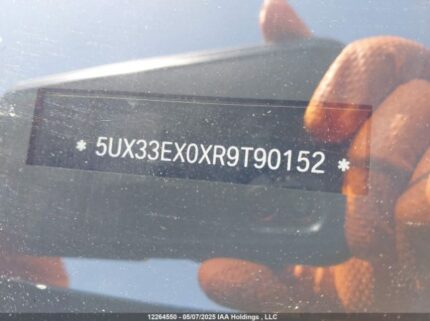 * 5UX33EX0XR9T90152 *
12264550 - 05/07/2025 IAA Holdings , LLC